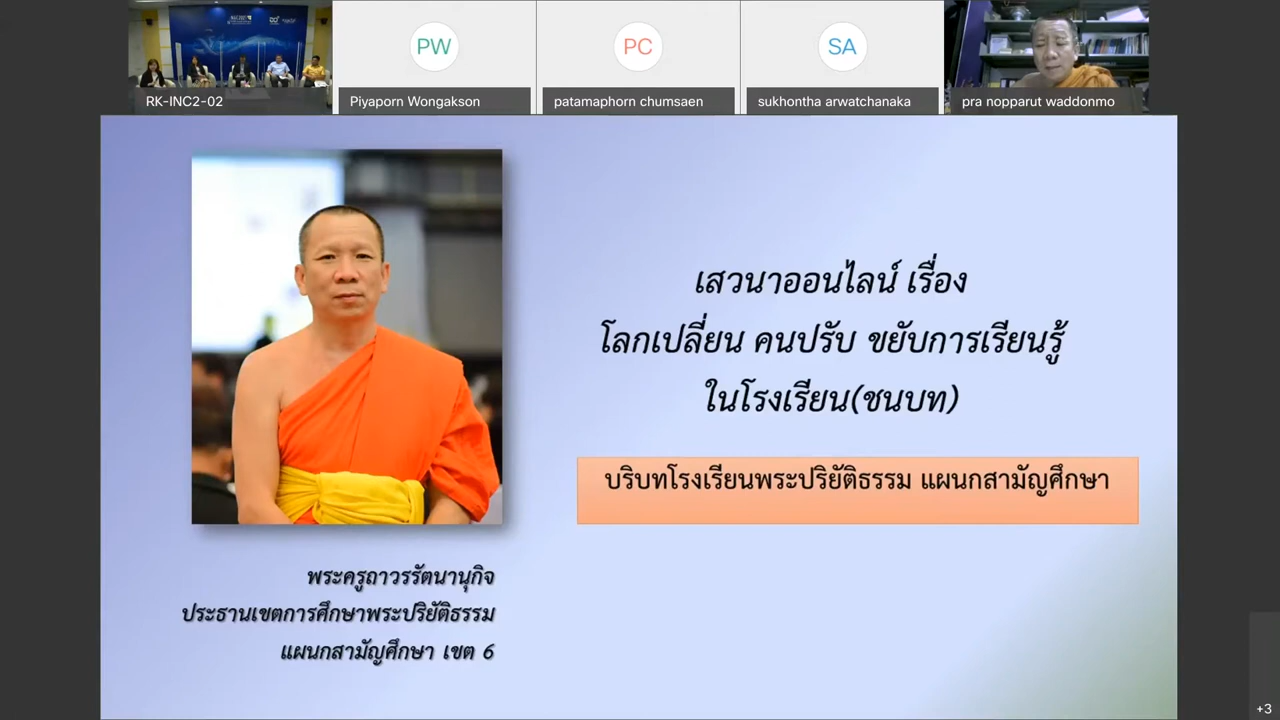 RK-INC2-02
PW
Piyaporn Wongakson
PC
patamaphorn chumsaen
SA
sukhontha arwatchanaka
pra nopparut waddonmo
เสวนาออนไลน์ เรื่อง
โลกเปลี่ยน คนปรับ ขยับการเรียนรู้
ในโรงเรียน(ชนบท)
บริบทโรงเรียนพระปริยัติธรรม แผนกสามัญศึกษา
พระครูถาวรรัตนานุกิจ
ประธานเขตการศึกษาพระปริยัติธรรม
แผนกสามัญศึกษา เขต 6
+3